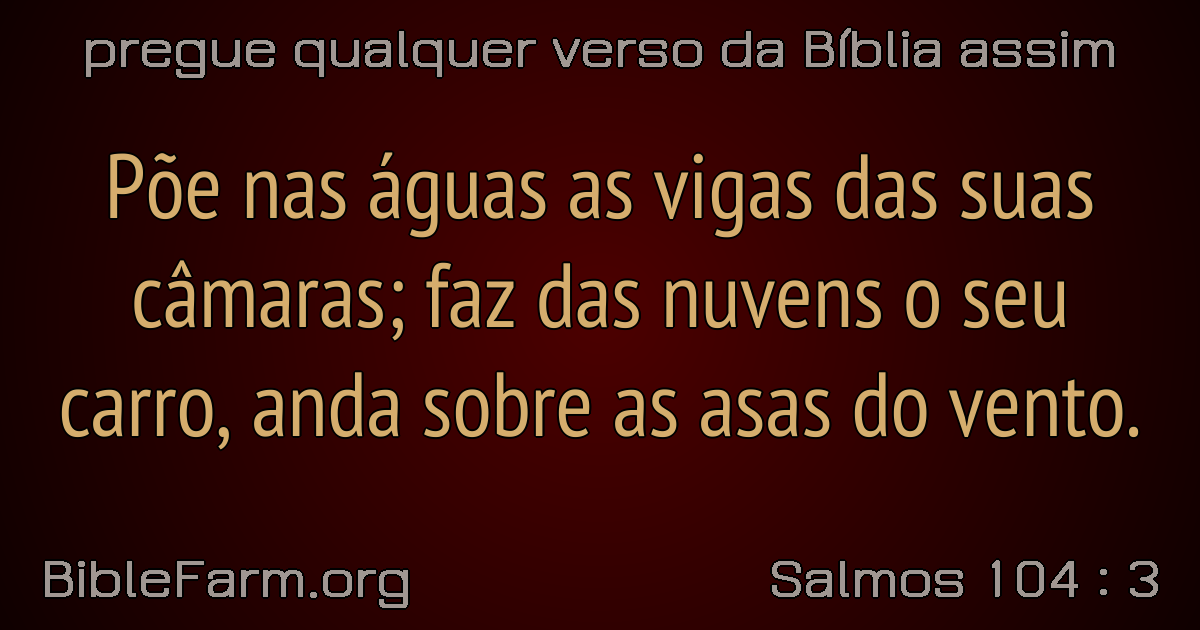 pregue qualquer verso da Bíblia assim
Põe nas águas as vigas das suas
câmaras; faz das nuvens o seu
carro, anda sobre as asas do vento.
BibleFarm.org
Salmos 104 : 3